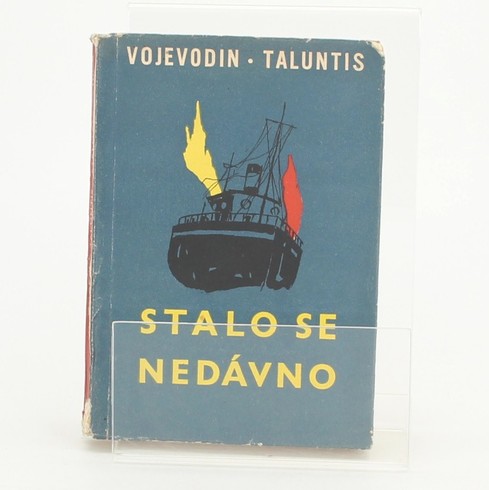 VOJEVODIN · TALUNTIS
STALO SE
NEDÁVNO